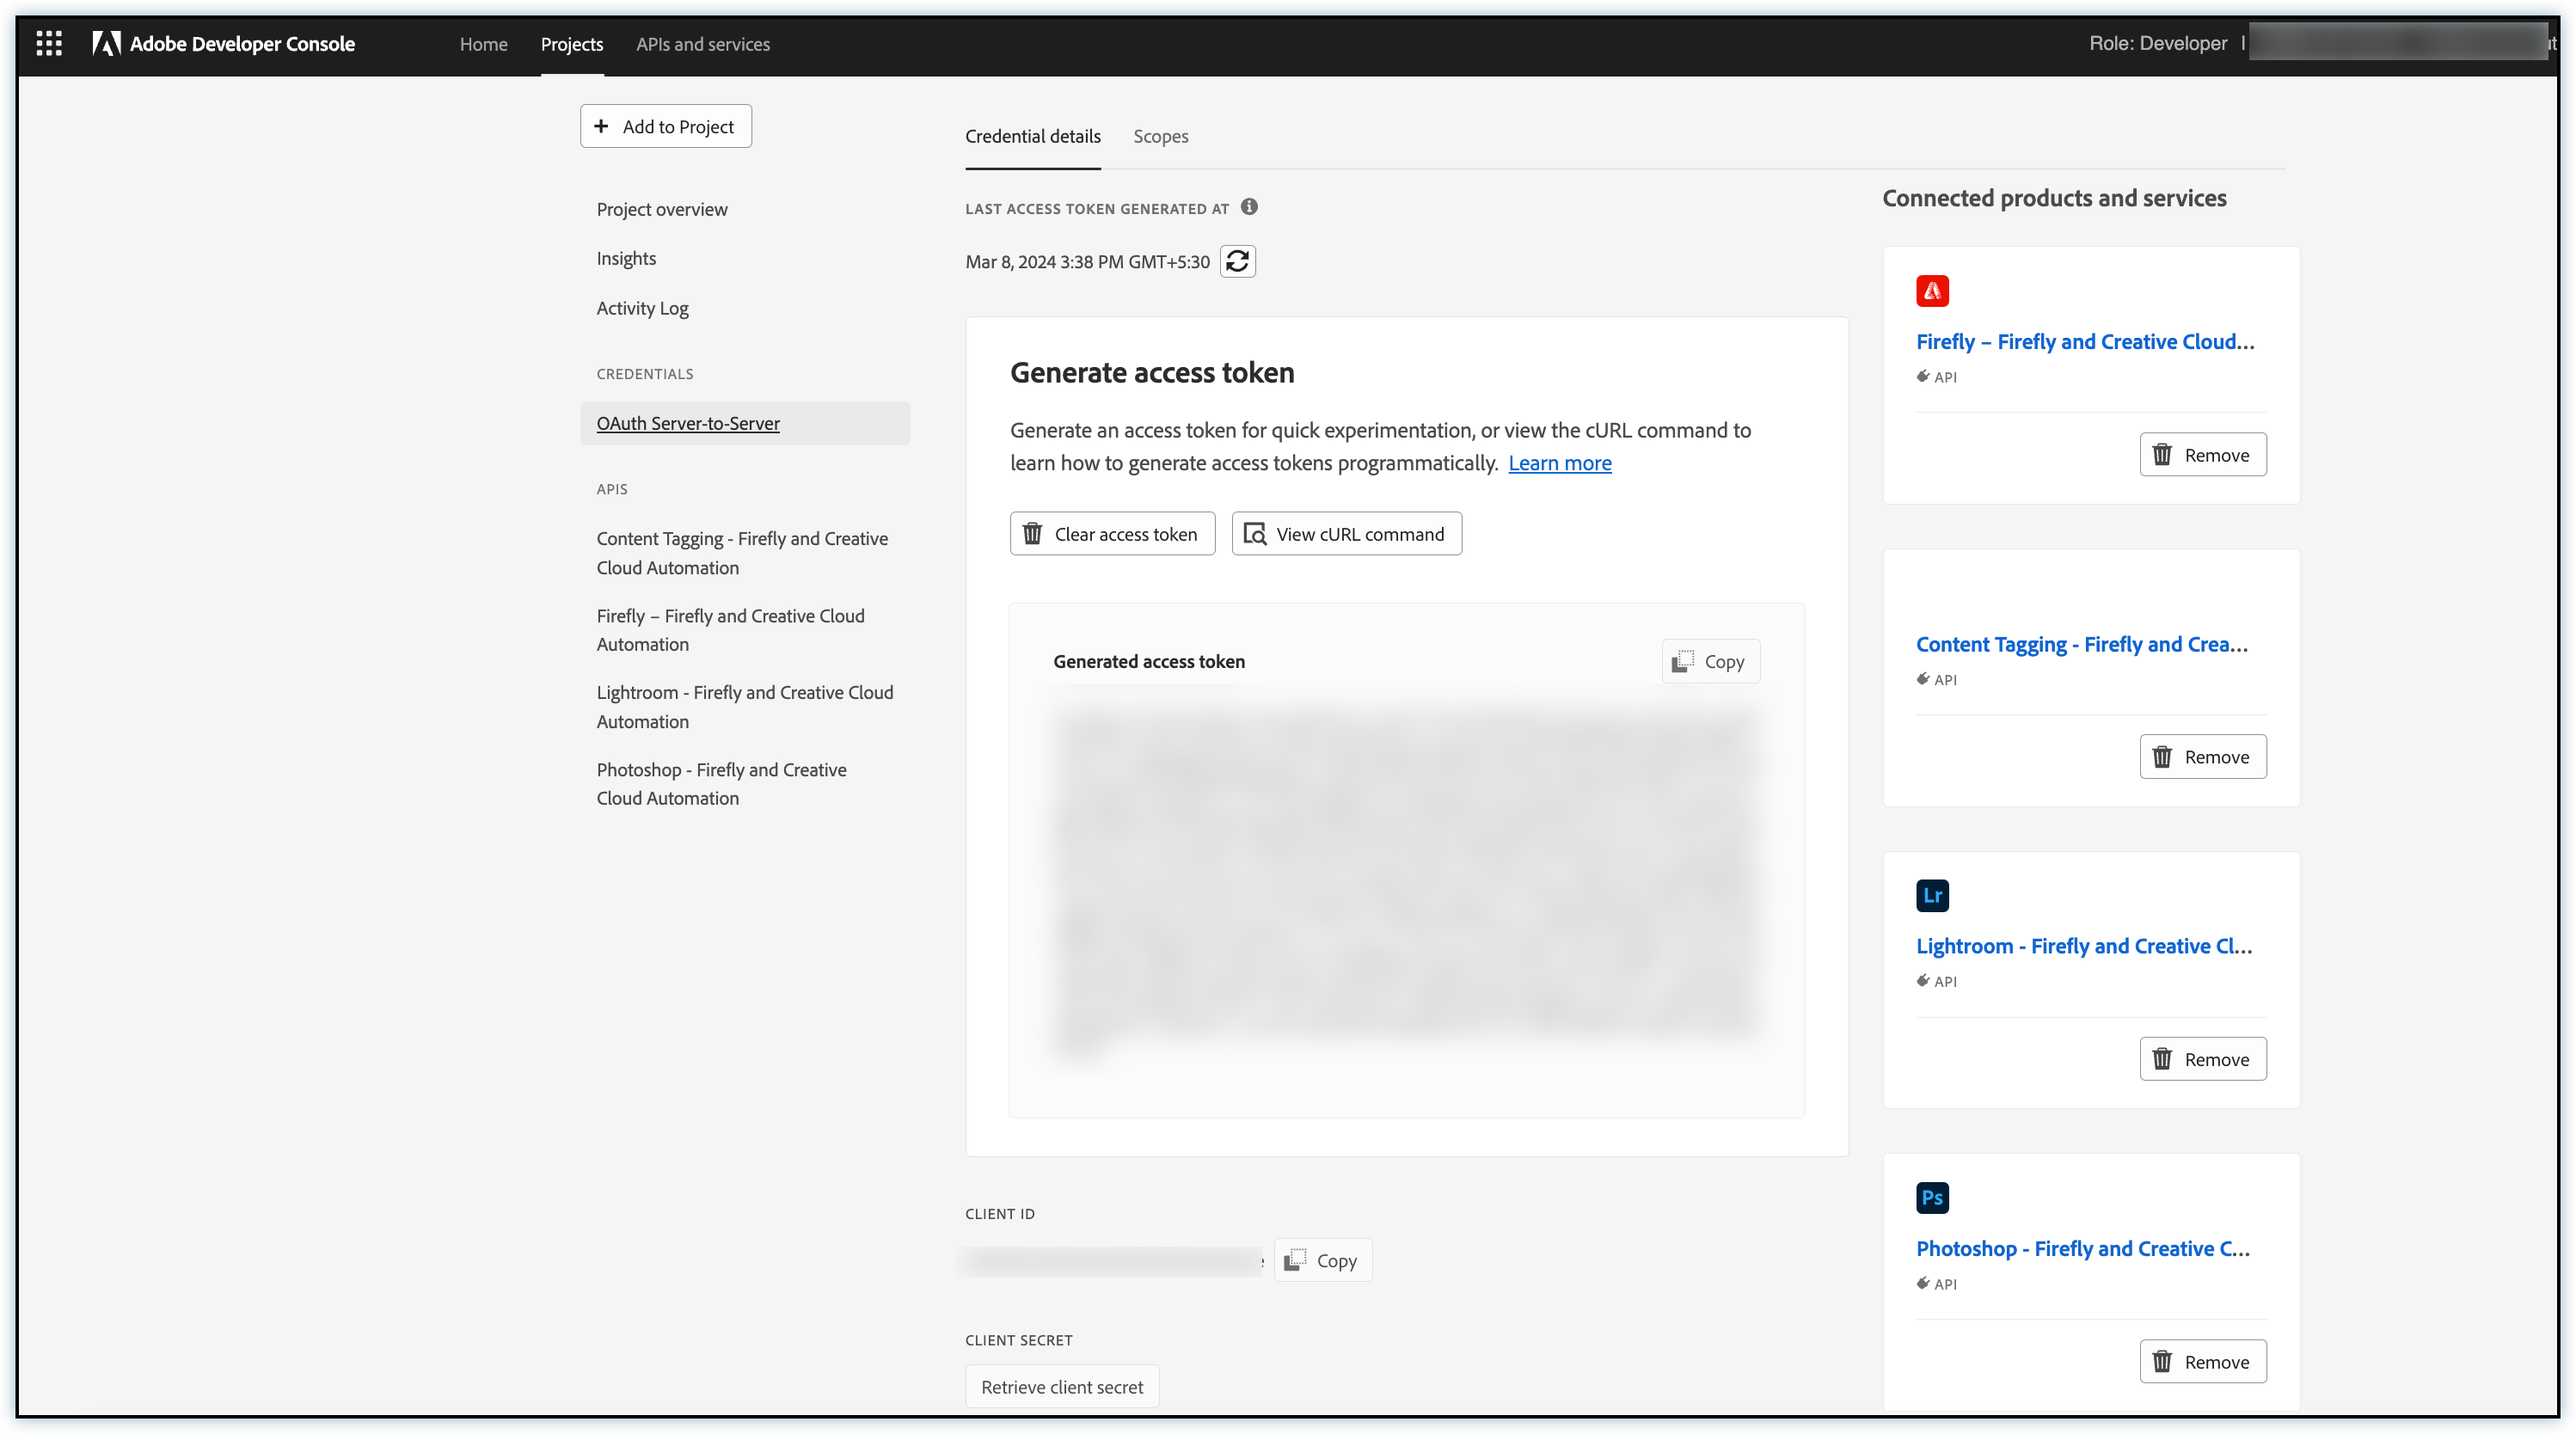 Adobe Developer Console
Home
Projects
APIs and services
Role: Developer
Add to Project
Project overview
Insights
Activity Log
CREDENTIALS
OAuth Server-to-Server
APIS
Content Tagging - Firefly and Creative
Cloud Automation
Firefly – Firefly and Creative Cloud
Automation
Lightroom - Firefly and Creative Cloud
Automation
Photoshop - Firefly and Creative
Cloud Automation
Credential details
Scopes
LAST ACCESS TOKEN GENERATED AT
Mar 8, 2024 3:38 PM GMT+5:30
Generate access token
Generate an access token for quick experimentation, or view the cURL command to
learn how to generate access tokens programmatically. Learn more
Clear access token
View cURL command
Generated access token
Copy
CLIENT ID
Copy
CLIENT SECRET
Retrieve client secret
Connected products and services
Firefly – Firefly and Creative Cloud...
API
Remove
Content Tagging - Firefly and Crea...
API
Remove
Lr
Lightroom - Firefly and Creative Cl...
API
Remove
Ps
Photoshop - Firefly and Creative C...
API
Remove